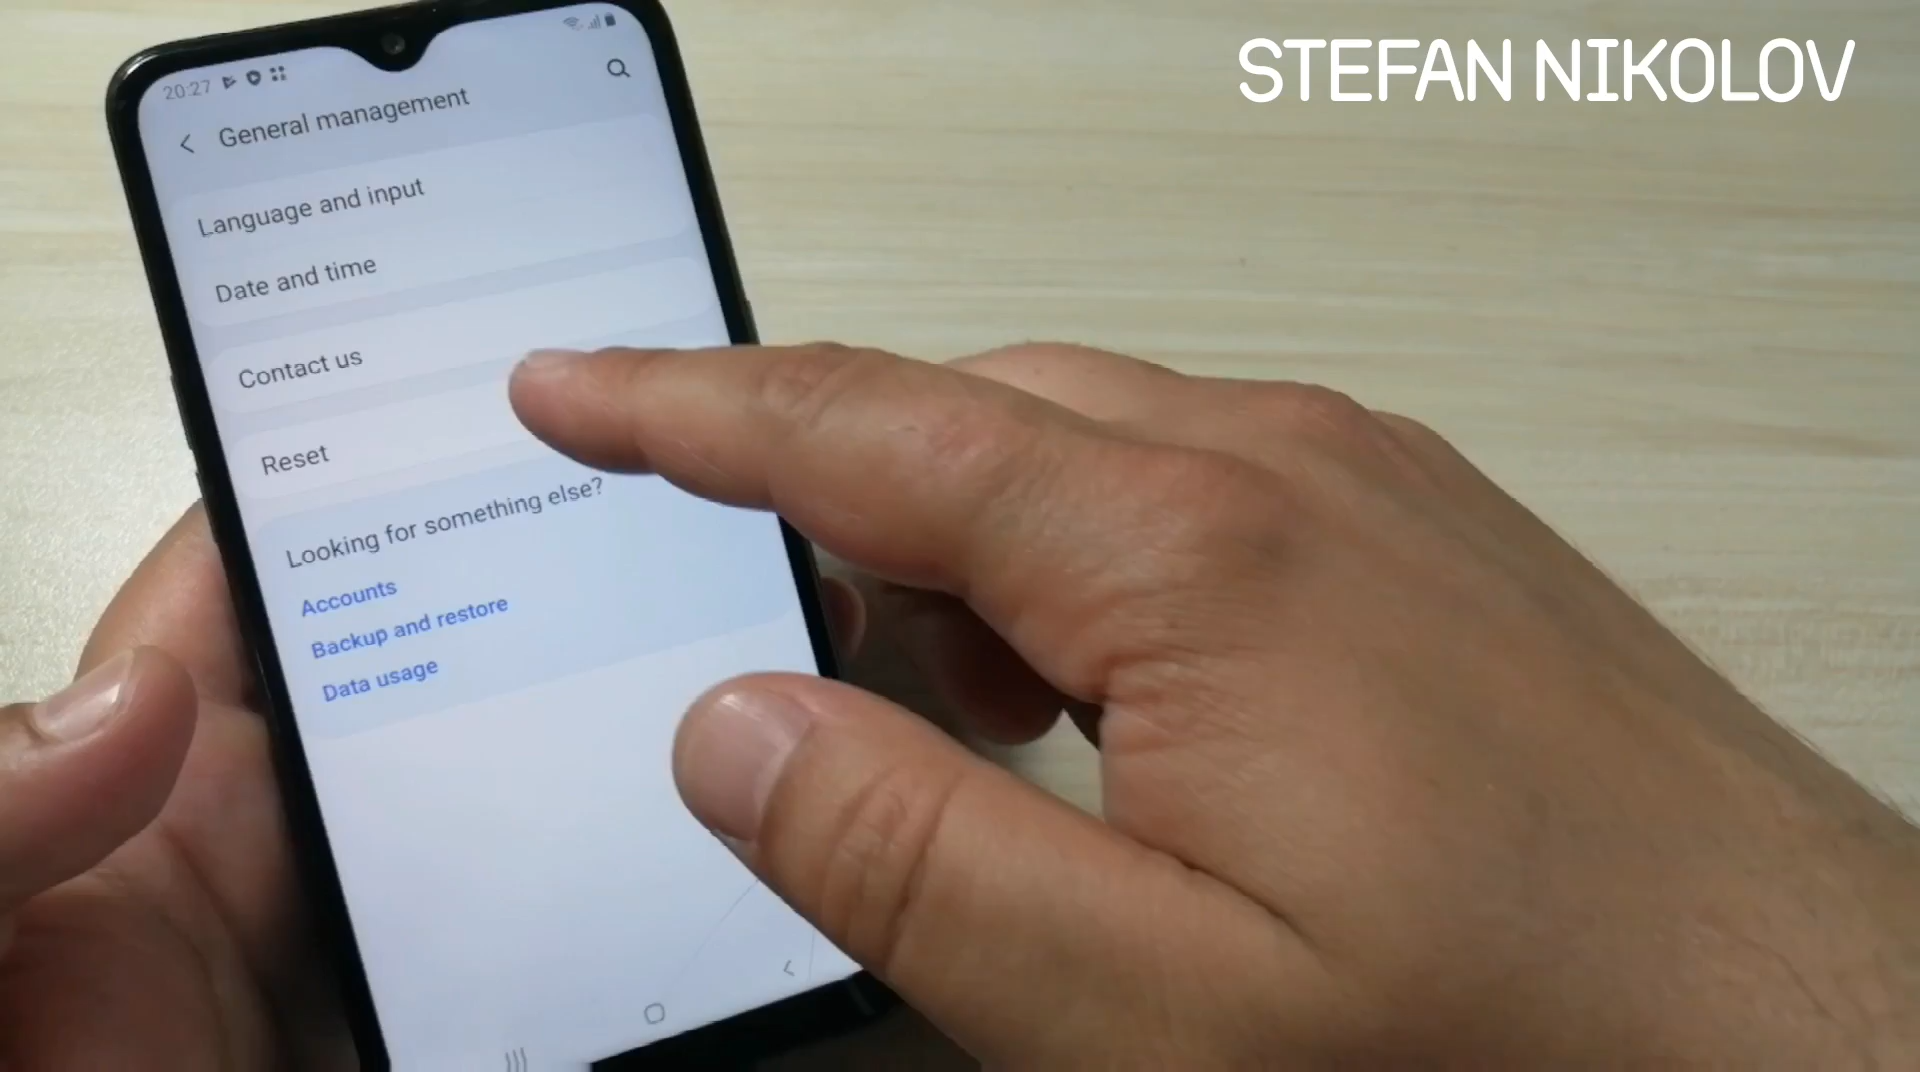 STEFAN NIKOLOV
20:27
General management
Language and input
Date and time
Contact us
Reset
Looking for something else?
Accounts
Backup and restore
Data usage